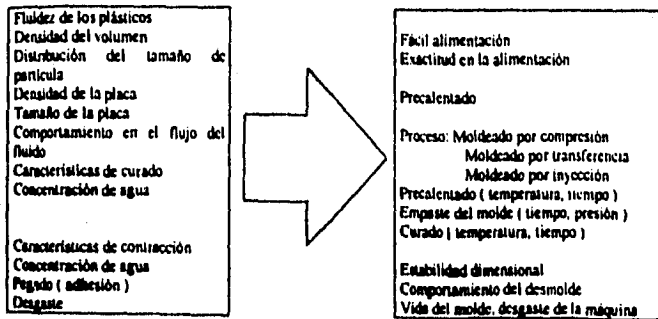 Fluidez de los plásticos
Densidad del volumen
Distribución del tamaño de
partícula
Densidad de la placa
Tamaño de la placa
Comportamiento en el flujo del
fluido
Características de curado
Concentración de agua
Características de contracción
Concentración de agua
Pegado ( adhesión )
Desgaste
Fácil alimentación
Exactitud en la alimentación
Precalentado
Proceso: Moldeado por compresión
Moldeado por transferencia
Moldeado por inyección
Precalentado ( temperatura, tiempo )
Empaste del molde ( tiempo, presión )
Curado ( temperatura, tiempo )
Estabilidad dimensional
Comportamiento del desmolde
Vida del molde, desgaste de la máquina